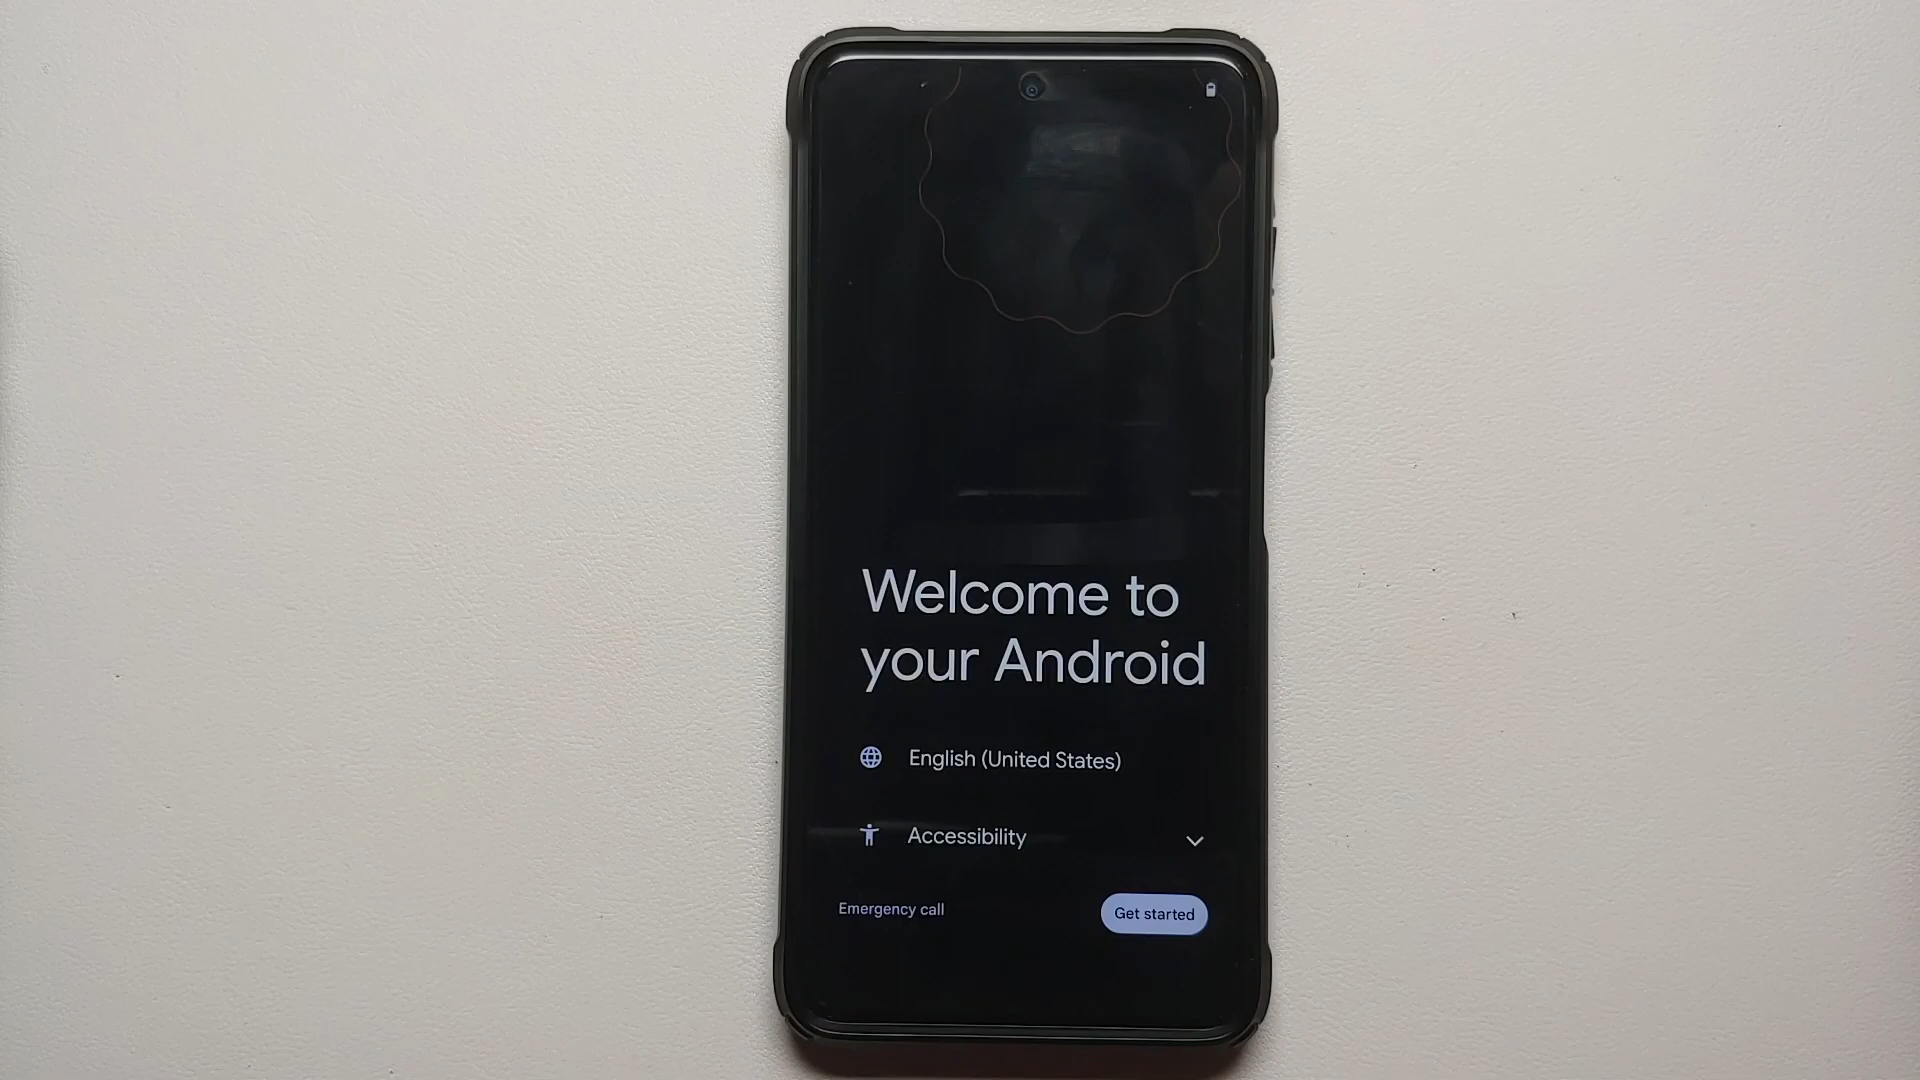 Welcome to
your Android
English (United States)
Accessibility
Emergency call
Get started